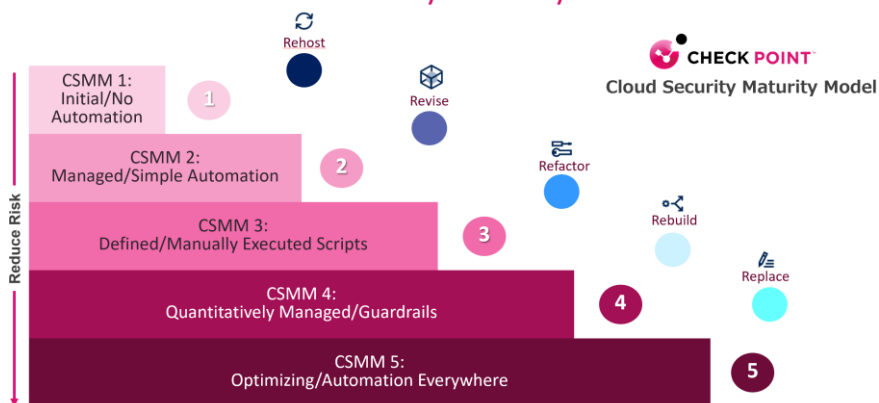 Rehost
CHECK POINT
Cloud Security Maturity Model
Revise
Refactor
Rebuild
Replace
Reduce Risk
CSMM 1:
Initial/No
Automation
1
CSMM 2:
Managed/Simple Automation
2
CSMM 3:
Defined/Manually Executed Scripts
3
CSMM 4:
Quantitatively Managed/Guardrails
4
CSMM 5:
Optimizing/Automation Everywhere
5